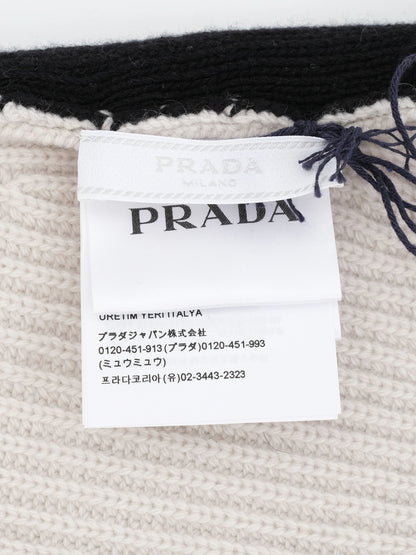 PRADA
MILANO
PRADA
ÜRETİM YERİ İTALYA
プラダジャパン株式会社
0120-451-913(プラダ)0120-451-993
(ミュウミュウ)
프라다코리아(유)02-3443-2323